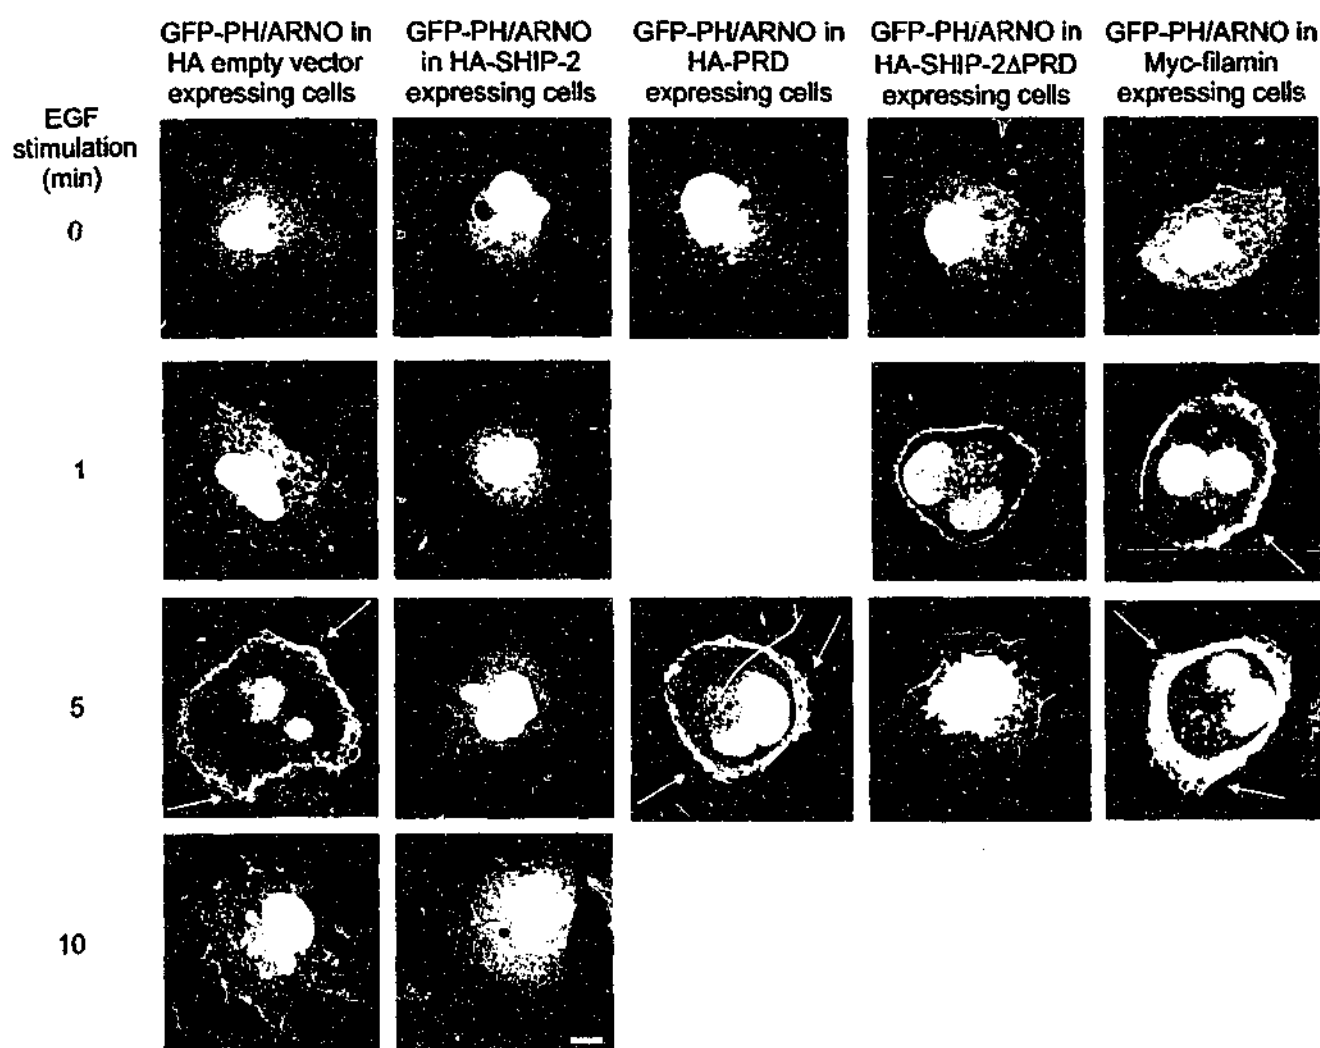 GFP-PH/ARNO in
HA empty vector
expressing cells
GFP-PH/ARNO
in HA-SHIP-2
expressing cells
GFP-PH/ARNO in
HA-PRD
expressing cells
GFP-PH/ARNO in
HA-SHIP-2ΔPRD
expressing cells
GFP-PH/ARNO in
Myc-filamin
expressing cells
EGF
stimulation
(min)
0
1
5
10